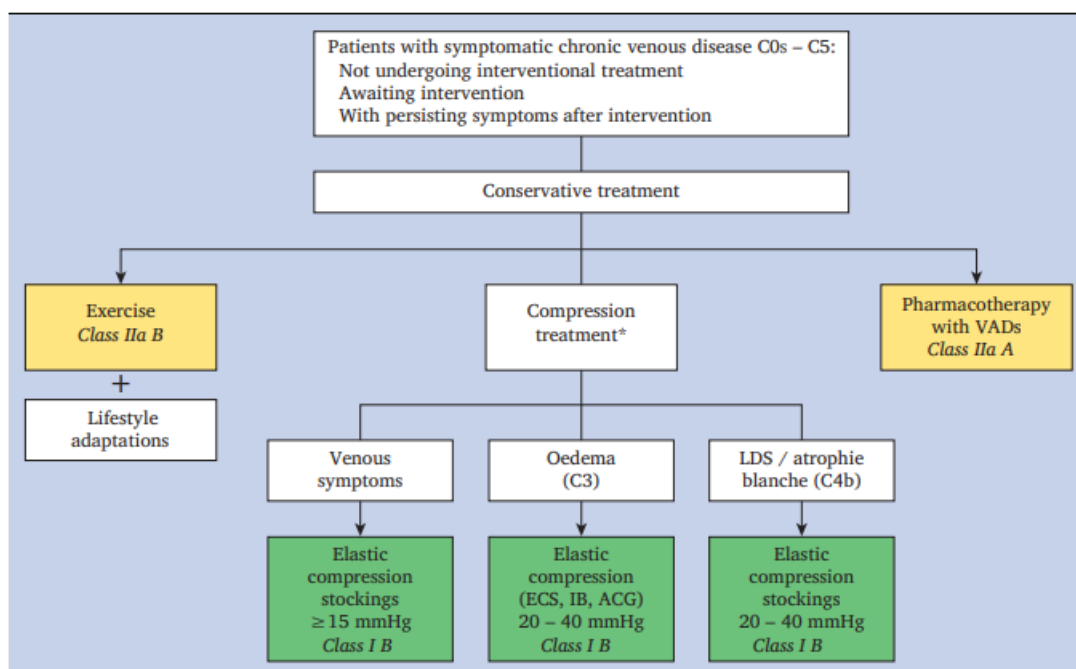 Patients with symptomatic chronic venous disease C0s – C5:
Not undergoing interventional treatment
Awaiting intervention
With persisting symptoms after intervention
Conservative treatment
Exercise
Class IIa B
+
Lifestyle
adaptations
Compression
treatment*
Pharmacotherapy
with VADs
Class IIa A
Venous
symptoms
Oedema
(C3)
LDS / atrophie
blanche (C4b)
Elastic
compression
stockings
≥ 15 mmHg
Class I B
Elastic
compression
(ECS, IB, ACG)
20 – 40 mmHg
Class I B
Elastic
compression
stockings
20 – 40 mmHg
Class I B